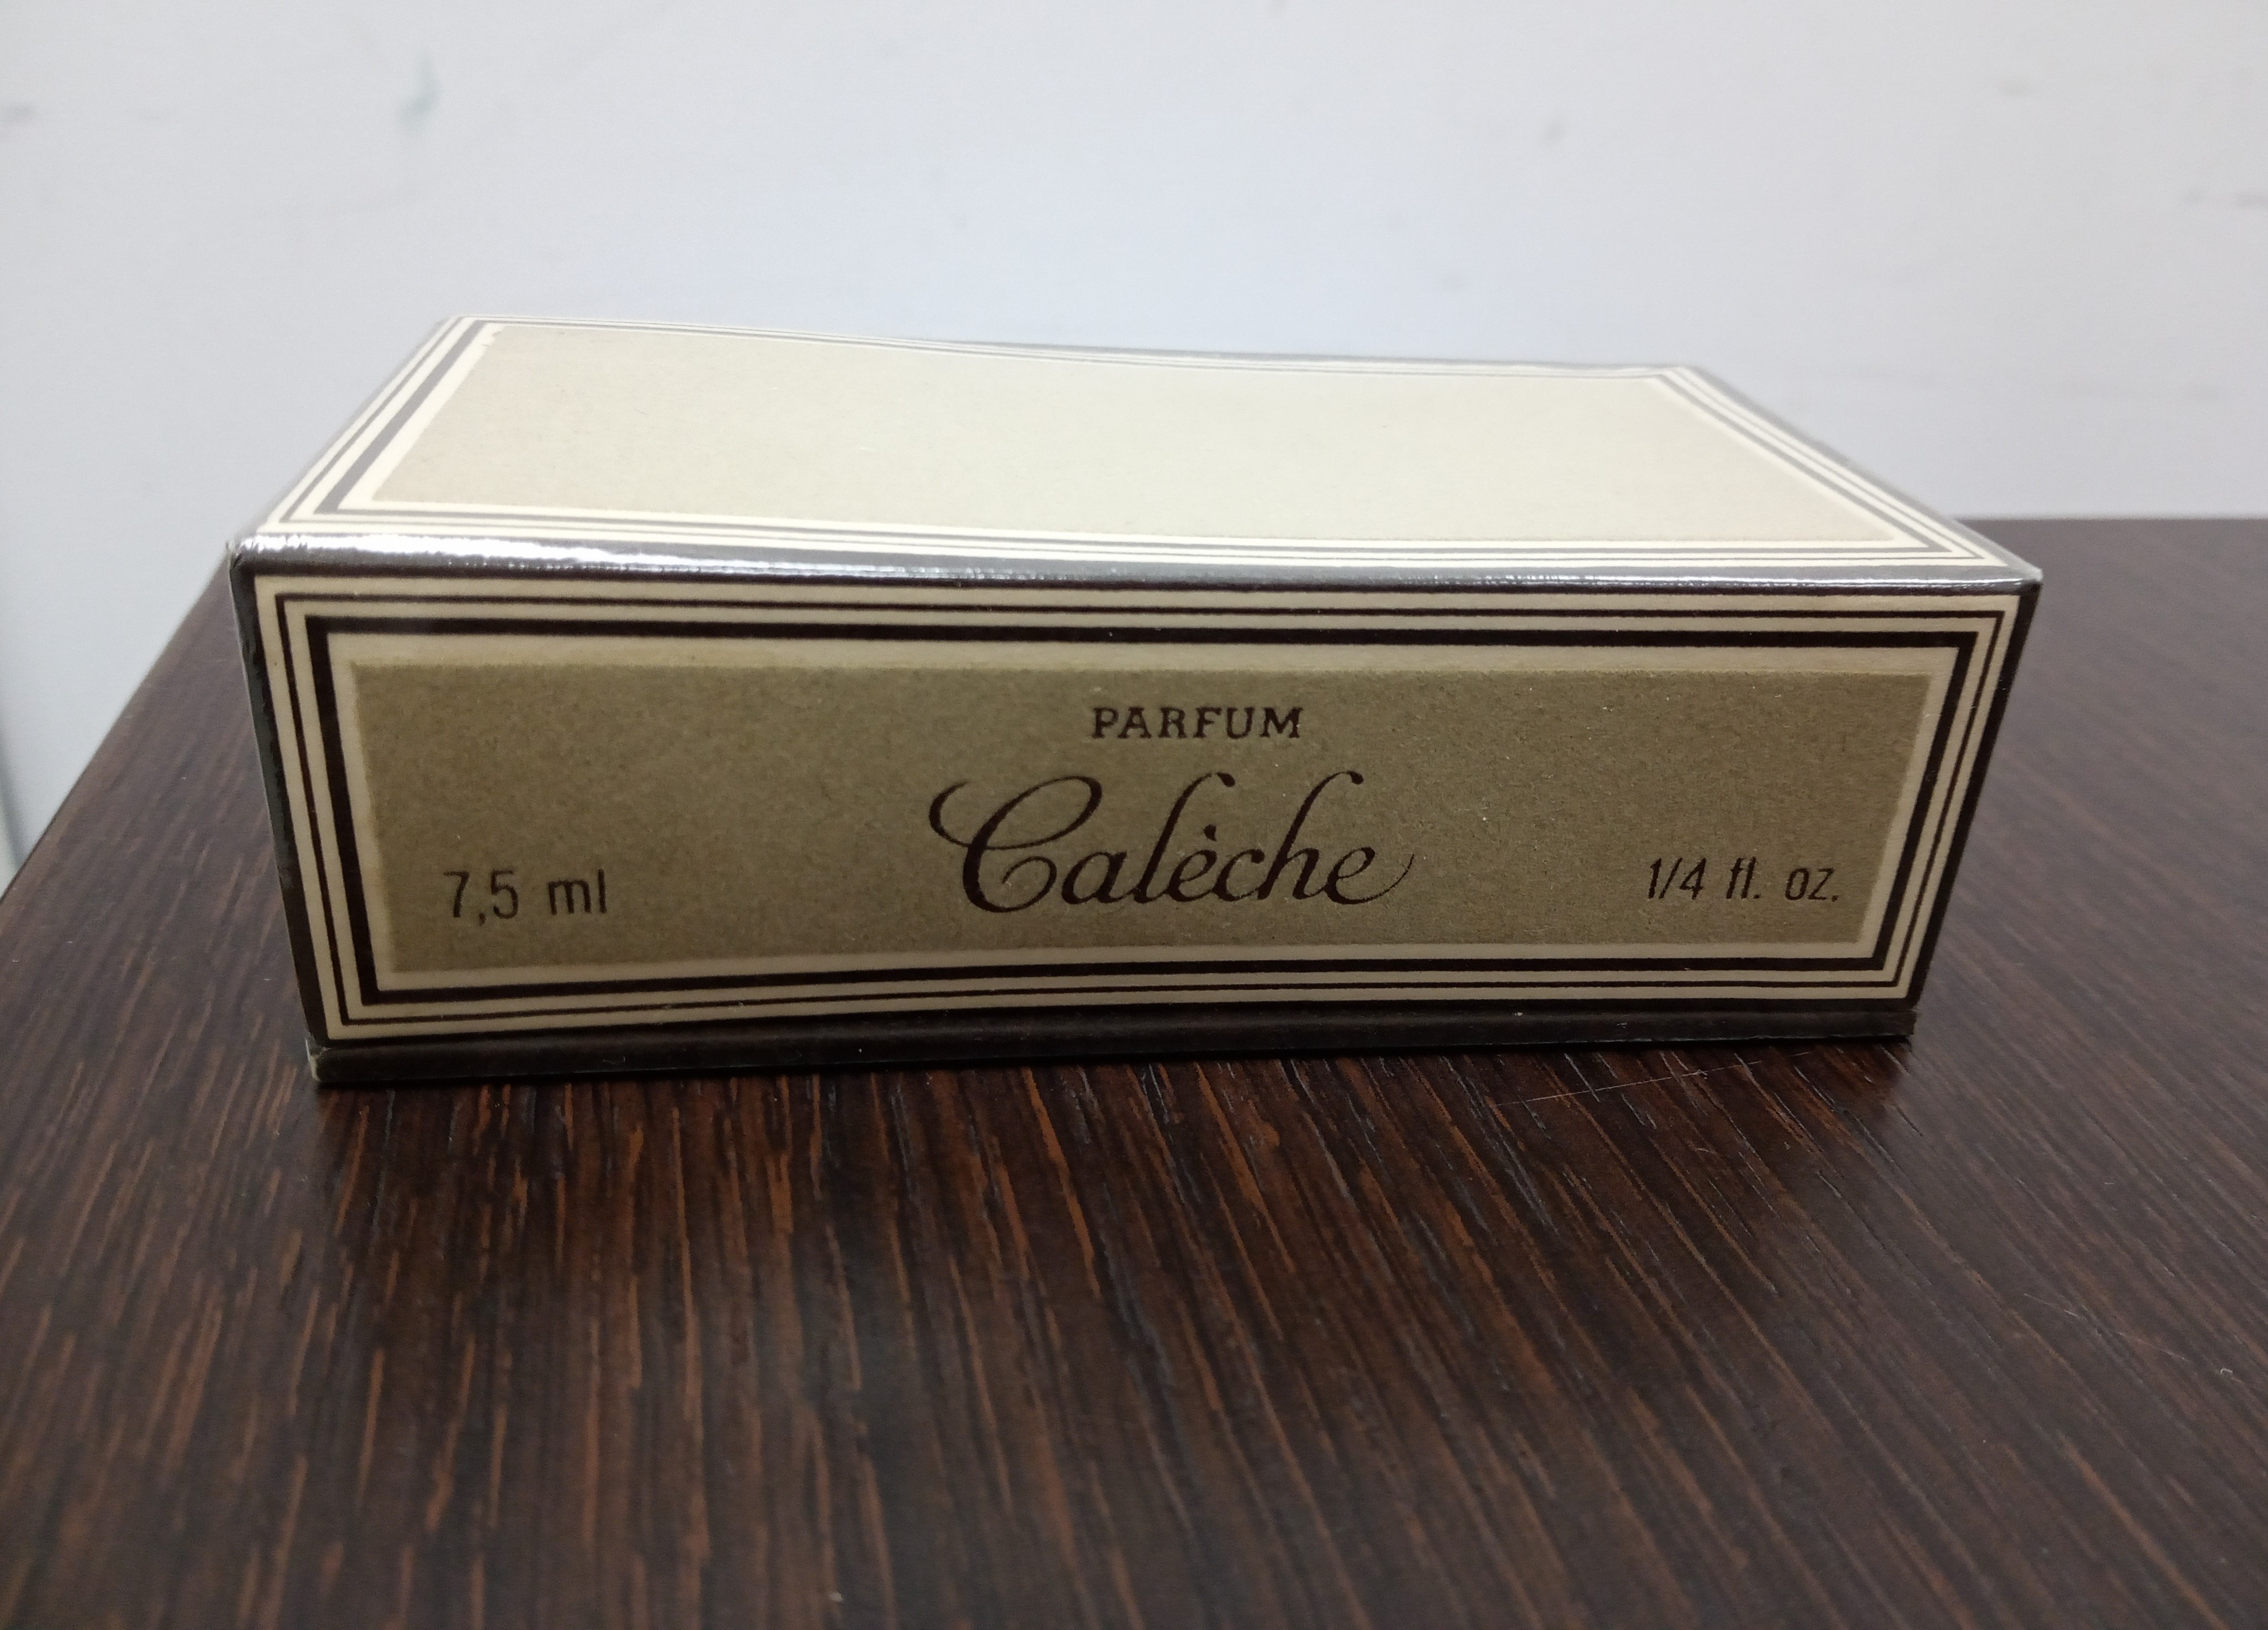 PARFUM
Calèche
7,5 ml
1/4 fl. oz.